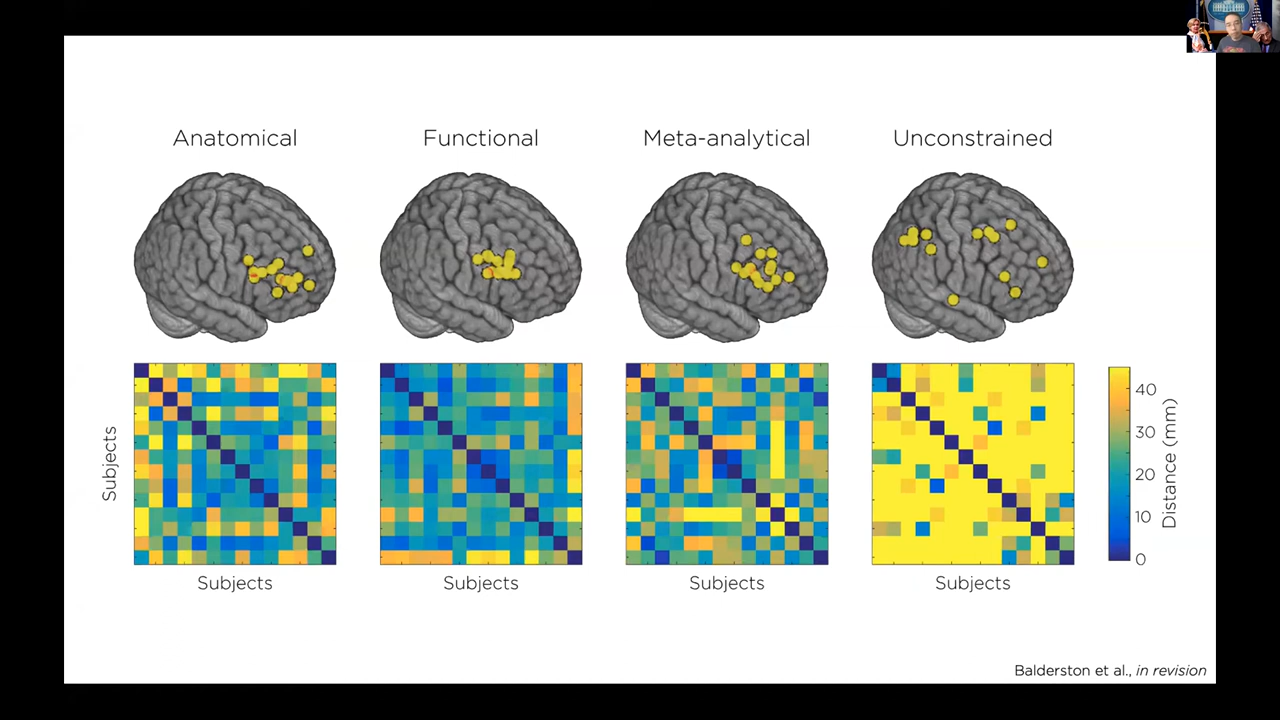 Anatomical
Functional
Meta-analytical
Unconstrained
Subjects
Subjects
Subjects
Subjects
Subjects
40
30
20
10
0
Distance (mm)
Balderston et al., in revision